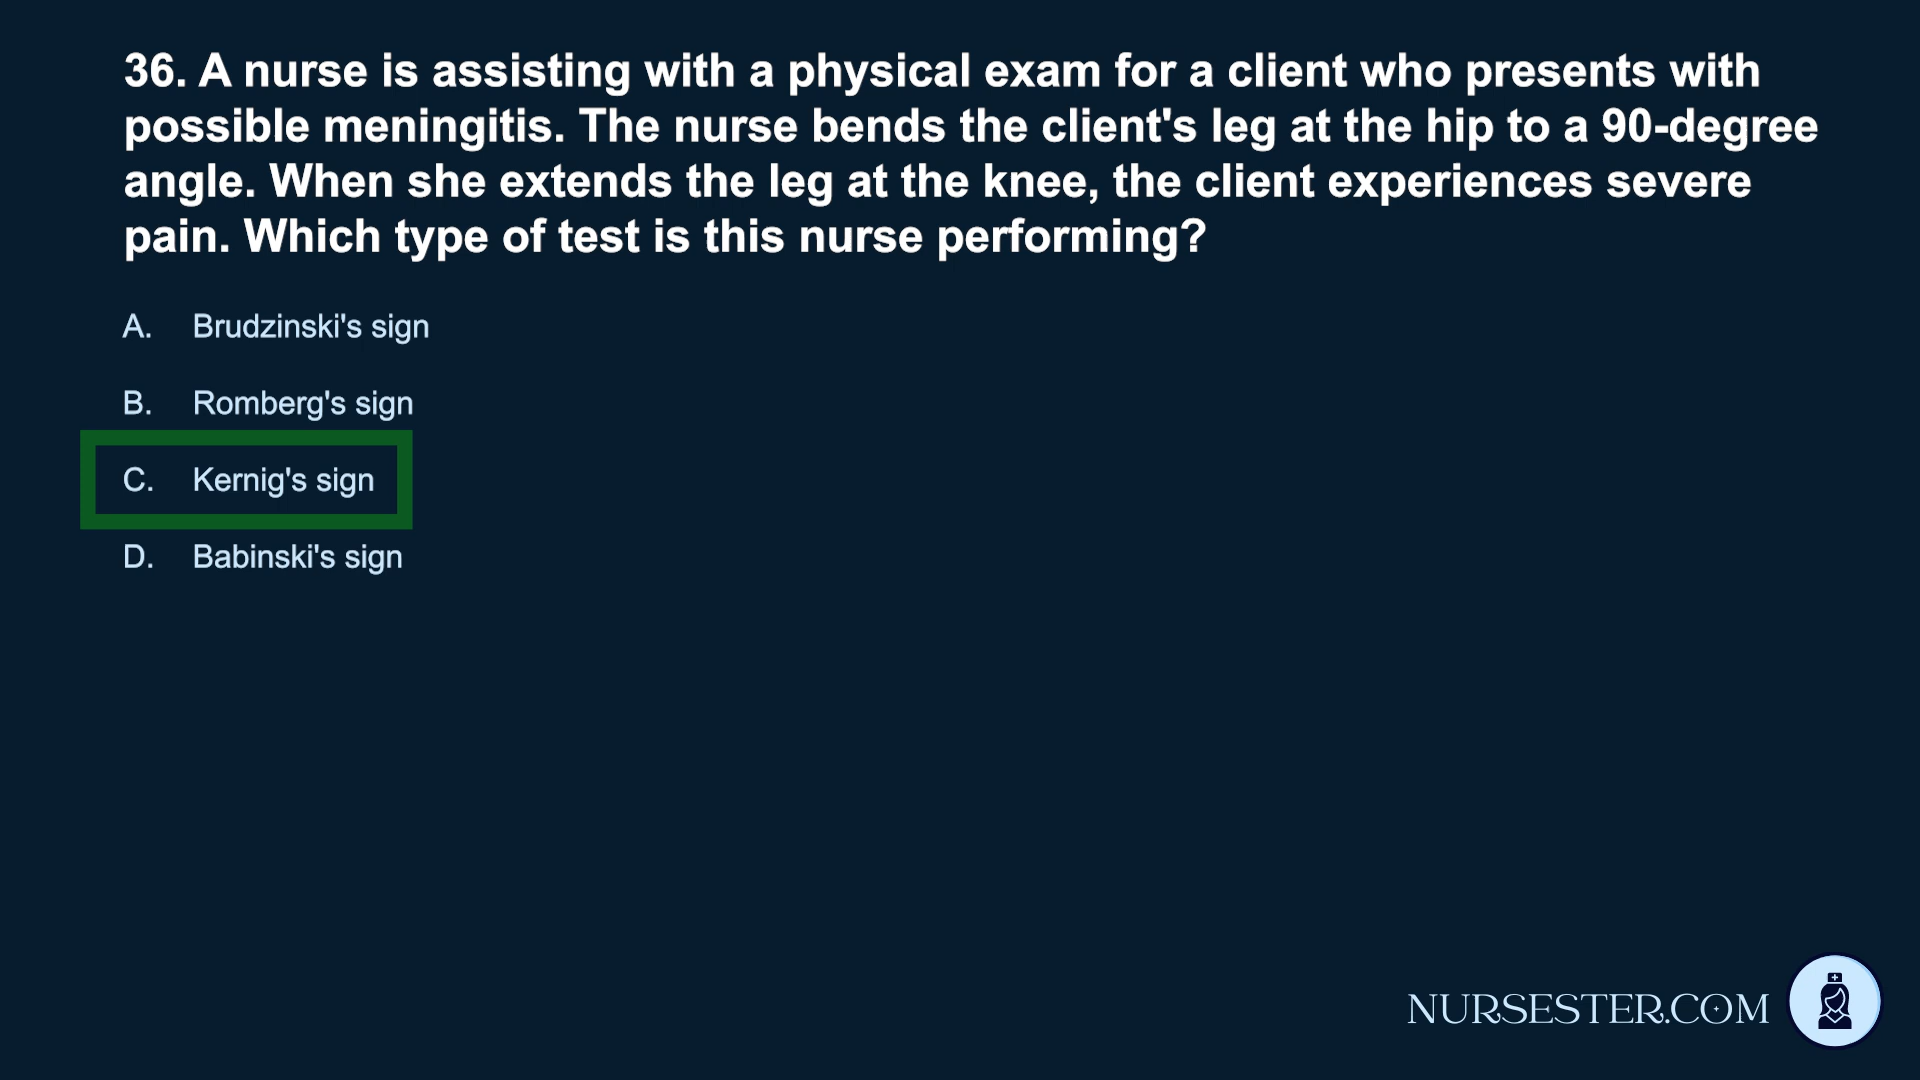 36. A nurse is assisting with a physical exam for a client who presents with
possible meningitis. The nurse bends the client's leg at the hip to a 90-degree
angle. When she extends the leg at the knee, the client experiences severe
pain. Which type of test is this nurse performing?
A. Brudzinski's sign
B. Romberg's sign
C. Kernig's sign
D. Babinski's sign
NURSESTER.COM